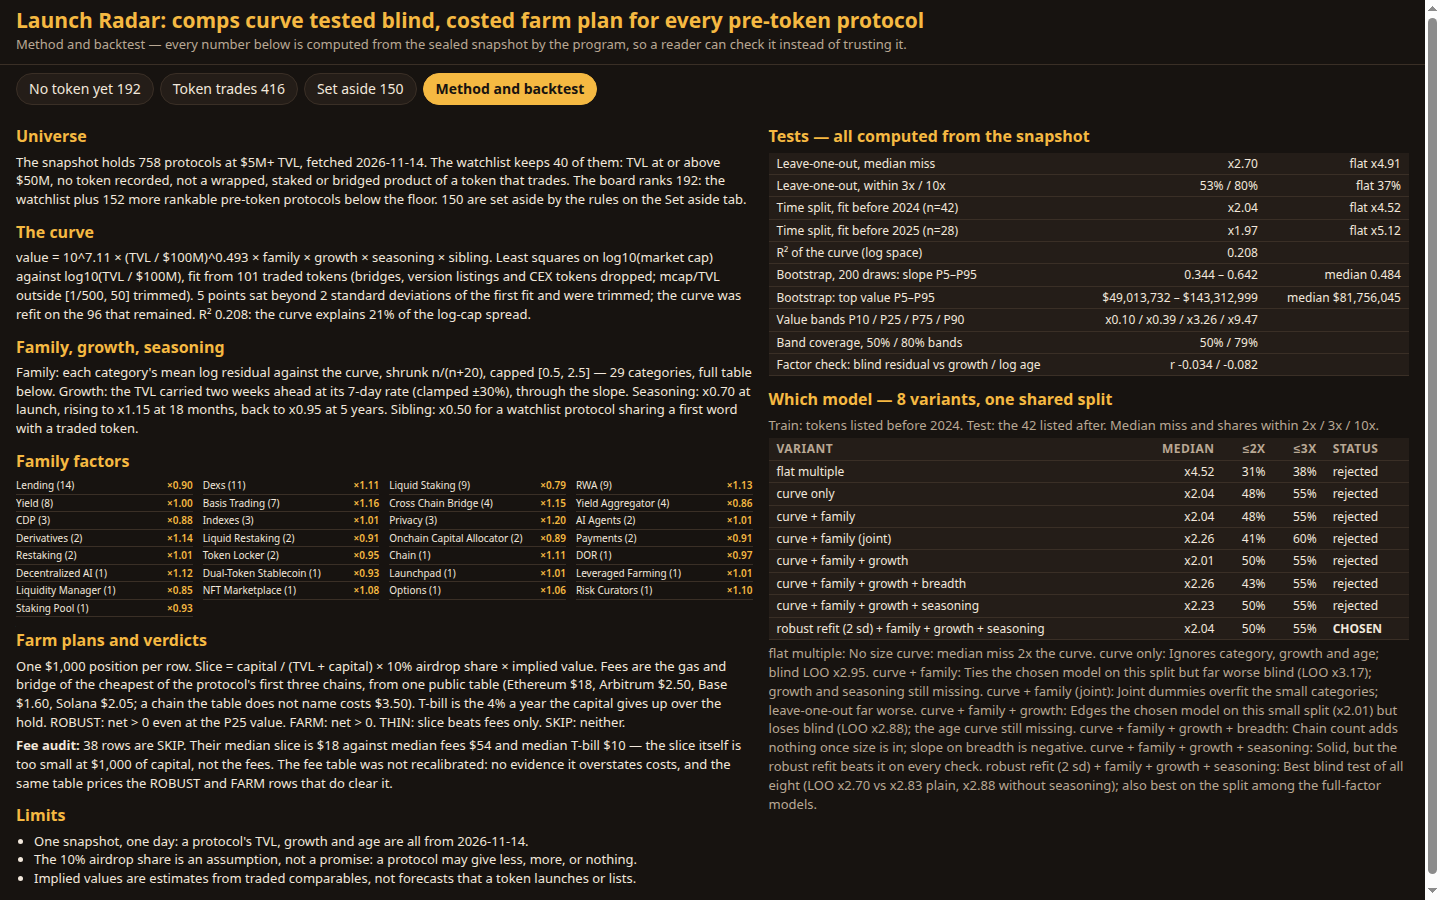 Launch Radar: comps curve tested blind, costed farm plan for every pre-token protocol
Method and backtest — every number below is computed from the sealed snapshot by the program, so a reader can check it instead of trusting it.
No token yet 192
Token trades 416
Set aside 150
Method and backtest
Universe
The snapshot holds 758 protocols at $5M+ TVL, fetched 2026-11-14. The watchlist keeps 40 of them: TVL at or above
$50M, no token recorded, not a wrapped, staked or bridged product of a token that trades. The board ranks 192: the
watchlist plus 152 more rankable pre-token protocols below the floor. 150 are set aside by the rules on the Set aside tab.
The curve
value = 10^7.11 × (TVL / $100M)^0.493 × family × growth × seasoning × sibling. Least squares on log10(market cap)
against log10(TVL / $100M), fit from 101 traded tokens (bridges, version listings and CEX tokens dropped; mcap/TVL
outside [1/500, 50] trimmed). 5 points sat beyond 2 standard deviations of the first fit and were trimmed; the curve was
refit on the 96 that remained. R² 0.208: the curve explains 21% of the log-cap spread.
Family, growth, seasoning
Family: each category's mean log residual against the curve, shrunk n/(n+20), capped [0.5, 2.5] — 29 categories, full table
below. Growth: the TVL carried two weeks ahead at its 7-day rate (clamped ±30%), through the slope. Seasoning: x0.70 at
launch, rising to x1.15 at 18 months, back to x0.95 at 5 years. Sibling: x0.50 for a watchlist protocol sharing a first word
with a traded token.
Family factors
Lending (14) ×0.90 Dexs (11) ×1.11 Liquid Staking (9) ×0.79 RWA (9) ×1.13
Yield (8) ×1.00 Basis Trading (7) ×1.16 Cross Chain Bridge (4) ×1.15 Yield Aggregator (4) ×0.86
CDP (3) ×0.88 Indexes (3) ×1.01 Privacy (3) ×1.20 AI Agents (2) ×1.01
Derivatives (2) ×1.14 Liquid Restaking (2) ×0.91 Onchain Capital Allocator (2) ×0.89 Payments (2) ×0.91
Restaking (2) ×1.01 Token Locker (2) ×0.95 Chain (1) ×1.11 DOR (1) ×0.97
Decentralized AI (1) ×1.12 Dual-Token Stablecoin (1) ×0.93 Launchpad (1) ×1.01 Leveraged Farming (1) ×1.01
Liquidity Manager (1) ×0.85 NFT Marketplace (1) ×1.08 Options (1) ×1.06 Risk Curators (1) ×1.10
Staking Pool (1) ×0.93
Farm plans and verdicts
One $1,000 position per row. Slice = capital / (TVL + capital) × 10% airdrop share × implied value. Fees are the gas and
bridge of the cheapest of the protocol's first three chains, from one public table (Ethereum $18, Arbitrum $2.50, Base
$1.60, Solana $2.05; a chain the table does not name costs $3.50). T-bill is the 4% a year the capital gives up over the
hold. ROBUST: net > 0 even at the P25 value. FARM: net > 0. THIN: slice beats fees only. SKIP: neither.
Fee audit: 38 rows are SKIP. Their median slice is $18 against median fees $54 and median T-bill $10 — the slice itself is
too small at $1,000 of capital, not the fees. The fee table was not recalibrated: no evidence it overstates costs, and the
same table prices the ROBUST and FARM rows that do clear it.
Limits
• One snapshot, one day: a protocol's TVL, growth and age are all from 2026-11-14.
• The 10% airdrop share is an assumption, not a promise: a protocol may give less, more, or nothing.
• Implied values are estimates from traded comparables, not forecasts that a token launches or lists.
Tests — all computed from the snapshot
Leave-one-out, median miss x2.70 flat x4.91
Leave-one-out, within 3x / 10x 53% / 80% flat 37%
Time split, fit before 2024 (n=42) x2.04 flat x4.52
Time split, fit before 2025 (n=28) x1.97 flat x5.12
R² of the curve (log space) 0.208
Bootstrap, 200 draws: slope P5–P95 0.344 – 0.642 median 0.484
Bootstrap: top value P5–P95 $49,013,732 – $143,312,999 median $81,756,045
Value bands P10 / P25 / P75 / P90 x0.10 / x0.39 / x3.26 / x9.47
Band coverage, 50% / 80% bands 50% / 79%
Factor check: blind residual vs growth / log age r -0.034 / -0.082
Which model — 8 variants, one shared split
Train: tokens listed before 2024. Test: the 42 listed after. Median miss and shares within 2x / 3x / 10x.
VARIANT MEDIAN ≤2X ≤3X STATUS
flat multiple x4.52 31% 38% rejected
curve only x2.04 48% 55% rejected
curve + family x2.04 48% 55% rejected
curve + family (joint) x2.26 41% 60% rejected
curve + family + growth x2.01 50% 55% rejected
curve + family + growth + breadth x2.26 43% 55% rejected
curve + family + growth + seasoning x2.23 50% 55% rejected
robust refit (2 sd) + family + growth + seasoning x2.04 50% 55% CHOSEN
flat multiple: No size curve: median miss 2x the curve. curve only: Ignores category, growth and age;
blind LOO x2.95. curve + family: Ties the chosen model on this split but far worse blind (LOO x3.17);
growth and seasoning still missing. curve + family (joint): Joint dummies overfit the small categories;
leave-one-out far worse. curve + family + growth: Edges the chosen model on this small split (x2.01) but
loses blind (LOO x2.88); the age curve still missing. curve + family + growth + breadth: Chain count adds
nothing once size is in; slope on breadth is negative. curve + family + growth + seasoning: Solid, but the
robust refit beats it on every check. robust refit (2 sd) + family + growth + seasoning: Best blind test of all
eight (LOO x2.70 vs x2.83 plain, x2.88 without seasoning); also best on the split among the full-factor
models.